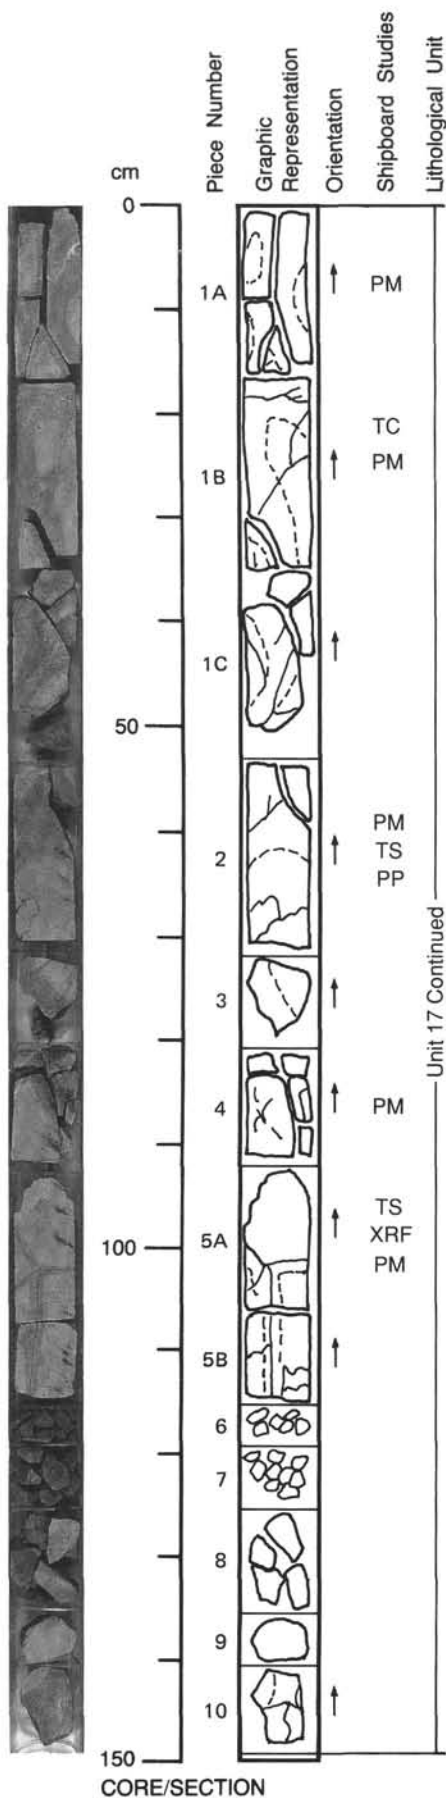 cm
Piece Number
Graphic
Representation
Orientation
Shipboard Studies
Lithological Unit
0
1A
PM
TC
1B
PM
1C
50
PM
2
TS
PP
3
4
PM
TS
100
5A
XRF
PM
5B
6
7
8
9
10
150
Unit 17 Continued
CORE/SECTION